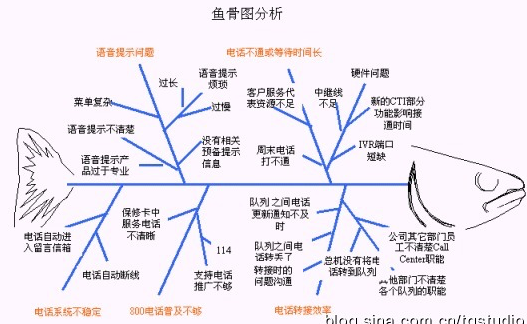 鱼骨图分析
语音提示问题
电话不通或等待时间长
过长
语音提示
烦琐
菜单复杂
过慢
语音提示不清楚
没有相关
预备提示
信息
语音提示产
品过于专业
客户服务代
表资源不足
中继线
不足
硬件问题
新的CTI部分
功能影响接
通时间
周末电话
打不通
IVR端口
短缺
电话自动进
入留言信箱
电话自动断线
电话系统不稳定
保修卡中
服务电话
不清晰
114
支持电话
推广不够
800电话普及不够
队列之间电话
更新通知不及
时
队列之间电
话转丢了
转接时的
问题沟通
总机没有将电
话转到队列
公司其它部门员
工不清楚Call
Center职能
其他部门不清楚
各个队列的职能
电话转接效率
blog.sina.com.cn/tqstudio